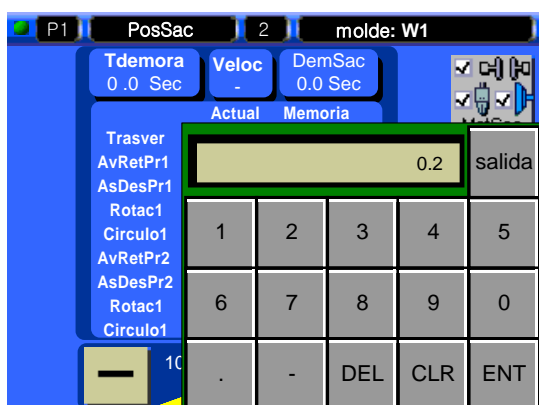 P1 PosSac 2 molde: W1
Tdemora Veloc DemSac
0 .0 Sec - 0.0 Sec
Actual Memoria
Trasver
AvRetPr1
AsDesPr1
Rotac1
Circulo1
AvRetPr2
AsDesPr2
Rotac1
Circulo1
0.2 salida
1 2 3 4 5
6 7 8 9 0
. - DEL CLR ENT
10